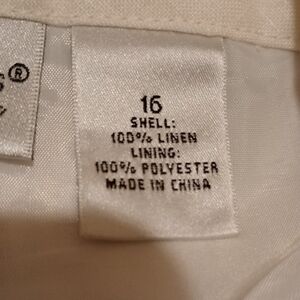 16
SHELL:
100% LINEN
LINING:
100% POLYESTER
MADE IN CHINA